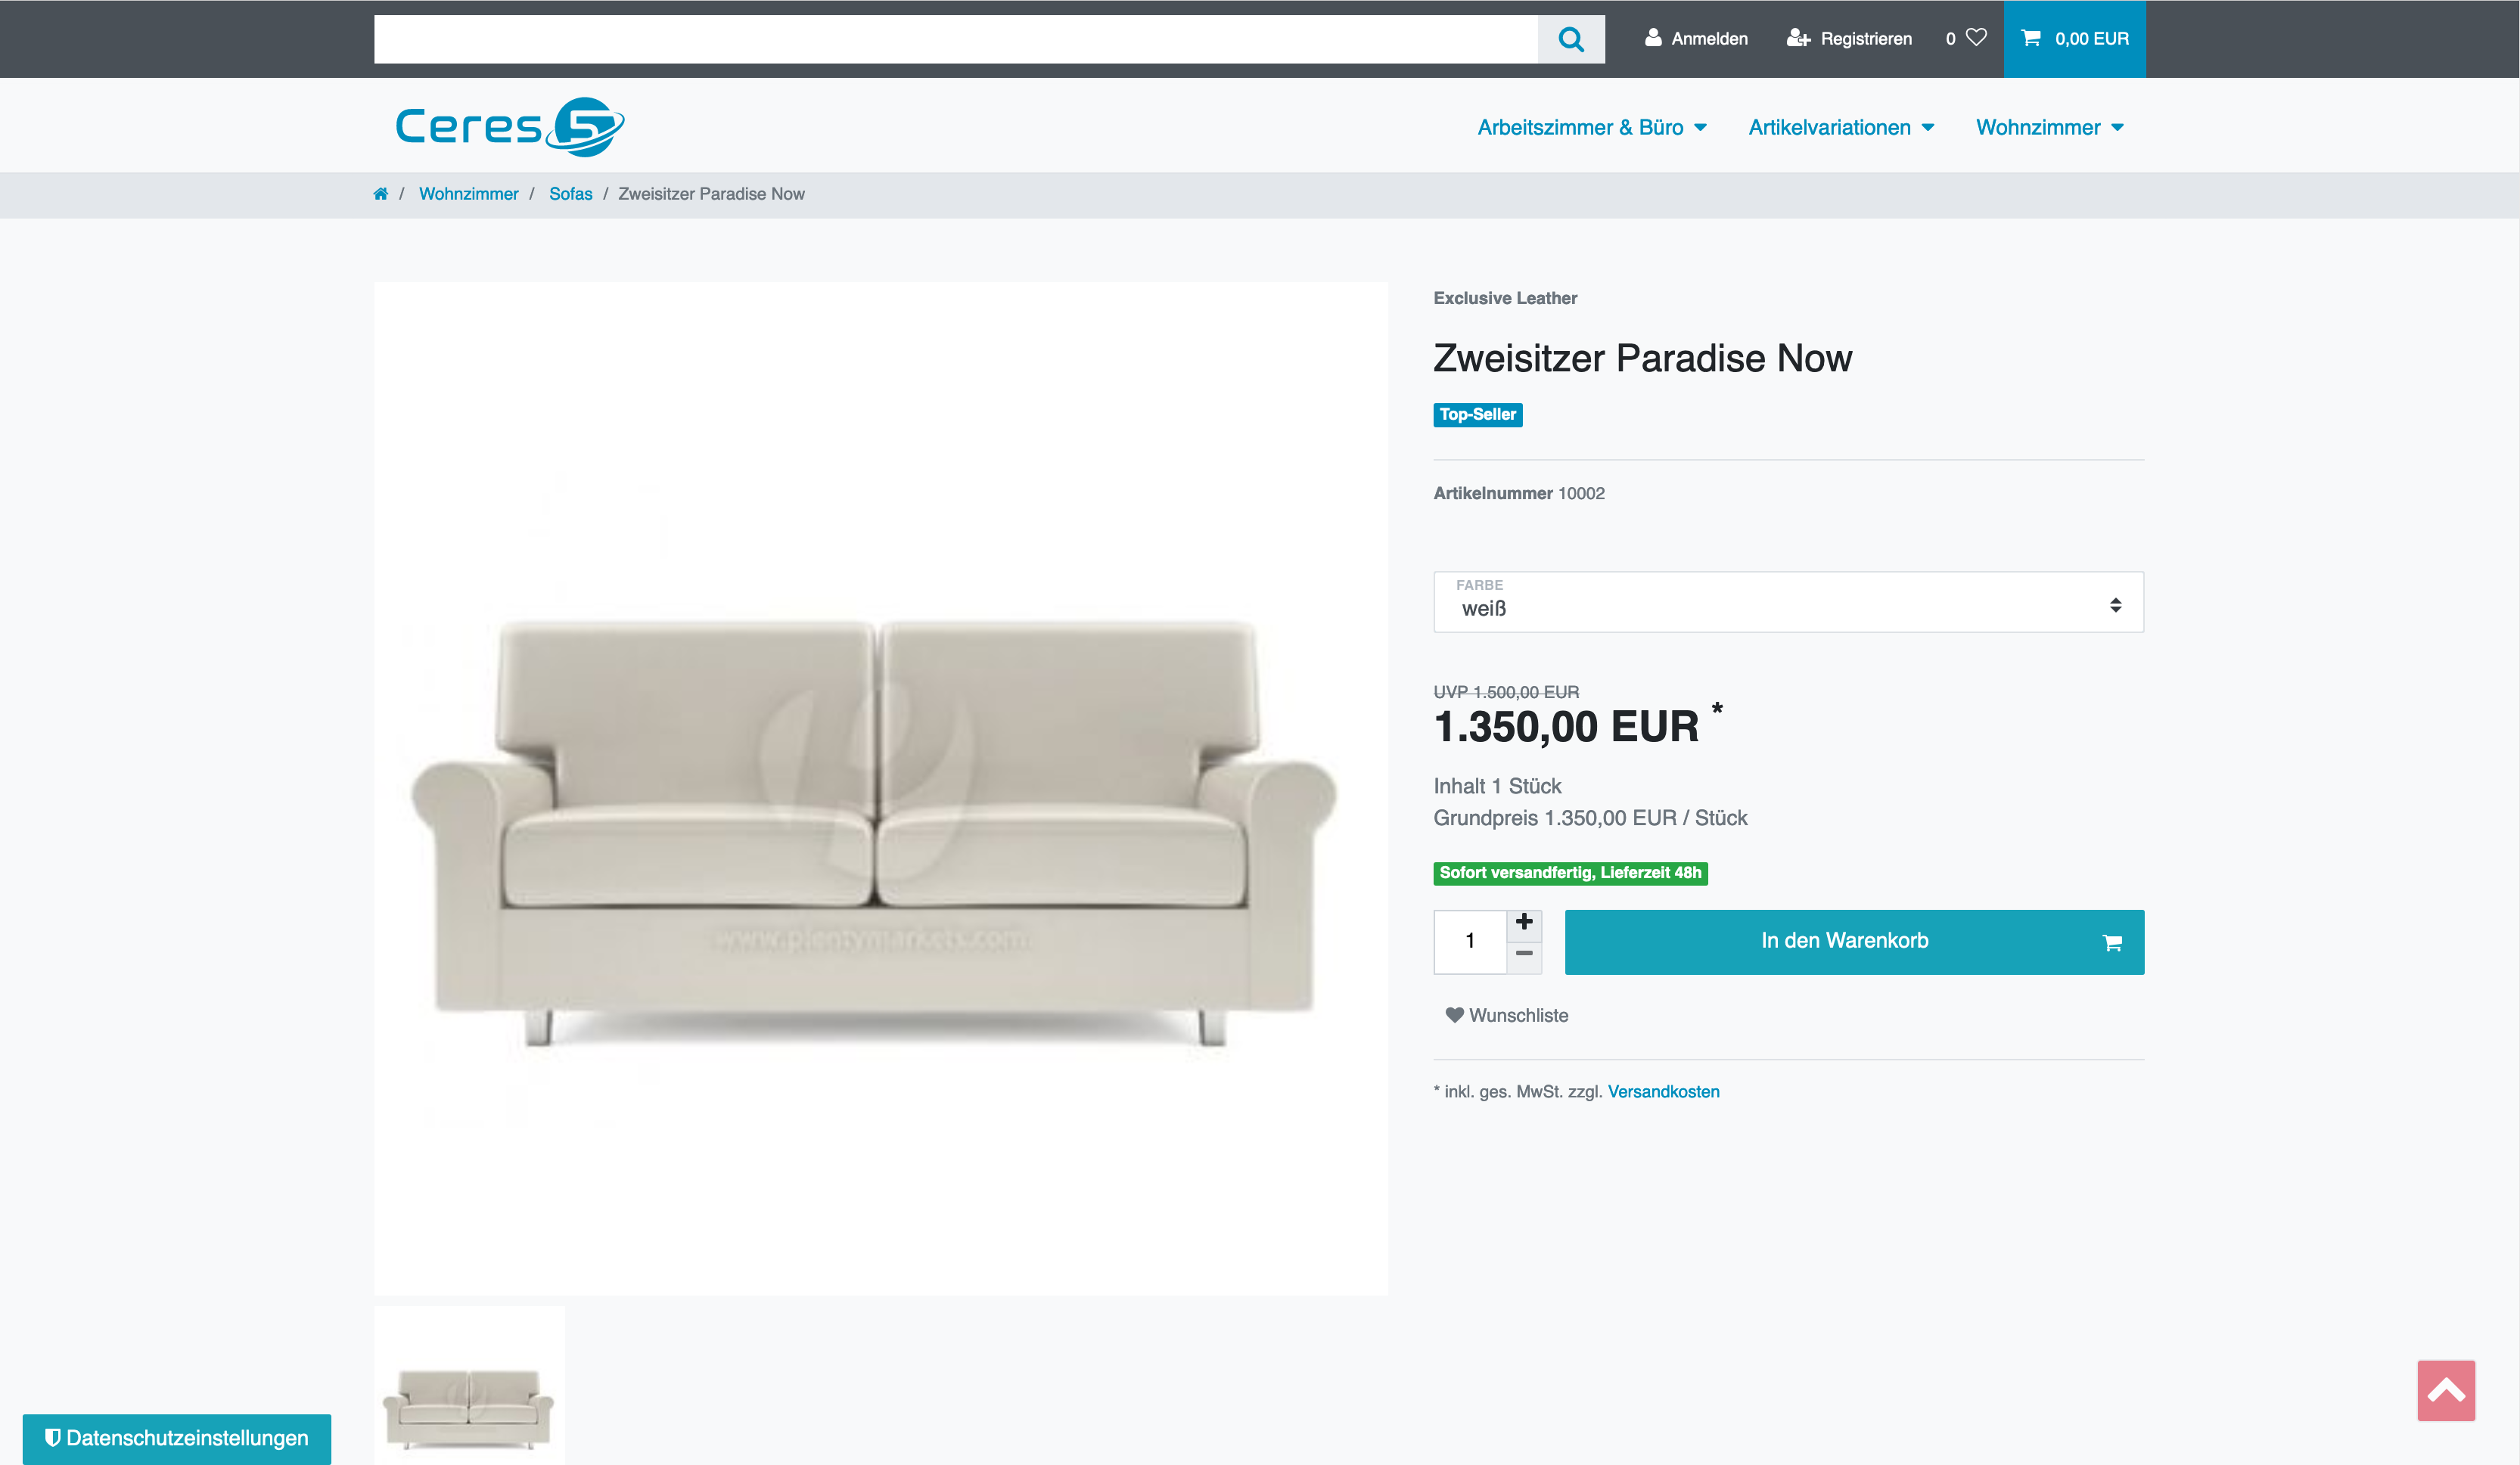 Anmelden
Registrieren
0
0,00 EUR
Ceres 5
Arbeitszimmer & Büro
Artikelvariationen
Wohnzimmer
/ Wohnzimmer / Sofas / Zweisitzer Paradise Now
Exclusive Leather
Zweisitzer Paradise Now
Top-Seller
Artikelnummer 10002
FARBE
weiß
UVP 1.500,00 EUR
1.350,00 EUR *
Inhalt 1 Stück
Grundpreis 1.350,00 EUR / Stück
Sofort versandfertig, Lieferzeit 48h
1
+
−
In den Warenkorb
Wunschliste
* inkl. ges. MwSt. zzgl. Versandkosten
www.plentymarkets.com
Datenschutzeinstellungen